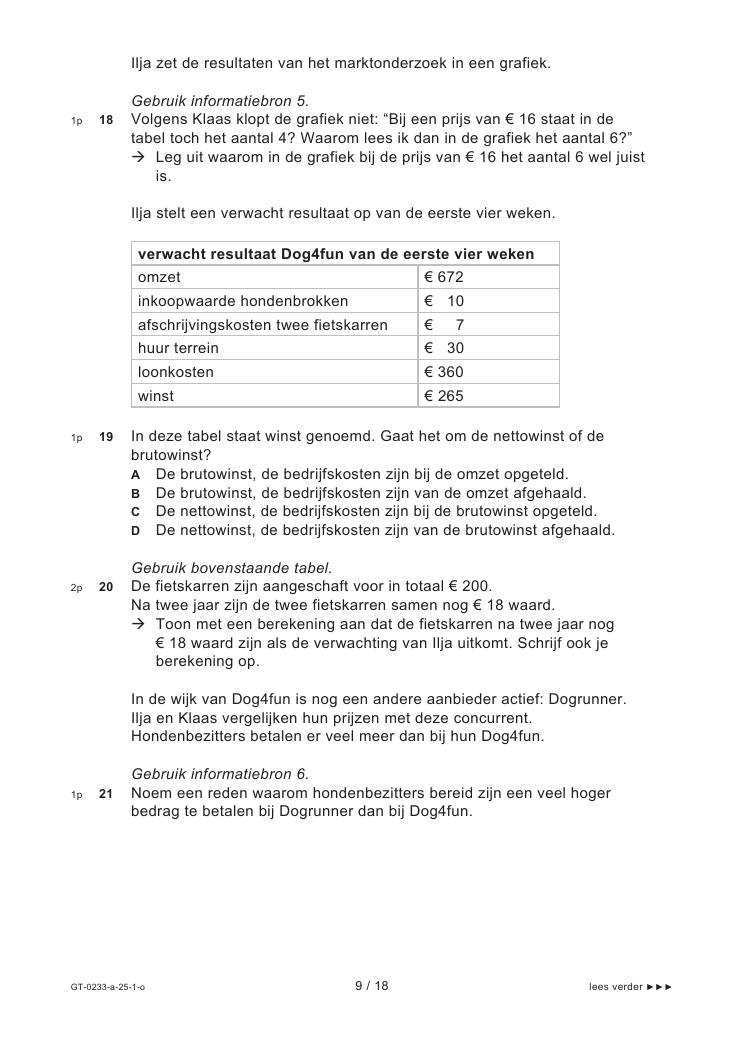 Ilja zet de resultaten van het marktonderzoek in een grafiek.
Gebruik informatiebron 5.
1p 18 Volgens Klaas klopt de grafiek niet: “Bij een prijs van € 16 staat in de
tabel toch het aantal 4? Waarom lees ik dan in de grafiek het aantal 6?”
→ Leg uit waarom in de grafiek bij de prijs van € 16 het aantal 6 wel juist
is.
Ilja stelt een verwacht resultaat op van de eerste vier weken.
verwacht resultaat Dog4fun van de eerste vier weken
omzet € 672
inkoopwaarde hondenbrokken € 10
afschrijvingskosten twee fietskarren € 7
huur terrein € 30
loonkosten € 360
winst € 265
1p 19 In deze tabel staat winst genoemd. Gaat het om de nettowinst of de
brutowinst?
A De brutowinst, de bedrijfskosten zijn bij de omzet opgeteld.
B De brutowinst, de bedrijfskosten zijn van de omzet afgehaald.
C De nettowinst, de bedrijfskosten zijn bij de brutowinst opgeteld.
D De nettowinst, de bedrijfskosten zijn van de brutowinst afgehaald.
Gebruik bovenstaande tabel.
2p 20 De fietskarren zijn aangeschaft voor in totaal € 200.
Na twee jaar zijn de twee fietskarren samen nog € 18 waard.
→ Toon met een berekening aan dat de fietskarren na twee jaar nog
€ 18 waard zijn als de verwachting van Ilja uitkomt. Schrijf ook je
berekening op.
In de wijk van Dog4fun is nog een andere aanbieder actief: Dogrunner.
Ilja en Klaas vergelijken hun prijzen met deze concurrent.
Hondenbezitters betalen er veel meer dan bij hun Dog4fun.
Gebruik informatiebron 6.
1p 21 Noem een reden waarom hondenbezitters bereid zijn een veel hoger
bedrag te betalen bij Dogrunner dan bij Dog4fun.
GT-0233-a-25-1-o 9 / 18 lees verder ►►►